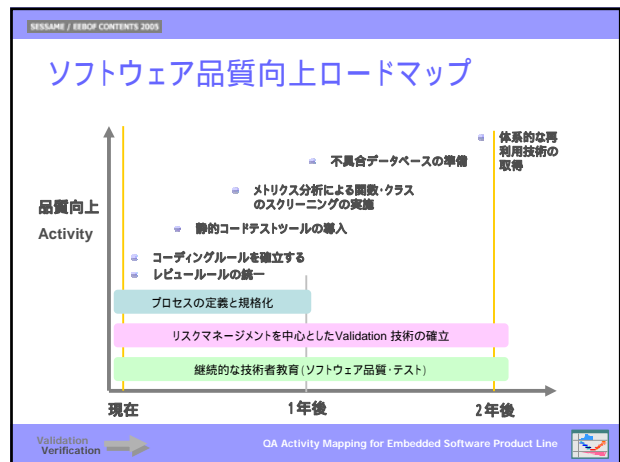 SESSAME / EEBOF CONTENTS 2005
ソフトウェア品質向上ロードマップ
体系的な再
利用技術の
取得
不具合データベースの準備
メトリクス分析による関数・クラス
のスクリーニングの実施
品質向上
Activity
静的コードテストツールの導入
コーディングルールを確立する
レビュールールの統一
プロセスの定義と規格化
リスクマネージメントを中心としたValidation 技術の確立
継続的な技術者教育(ソフトウェア品質・テスト)
現在
1年後
2年後
Validation
Verification
QA Activity Mapping for Embedded Software Product Line